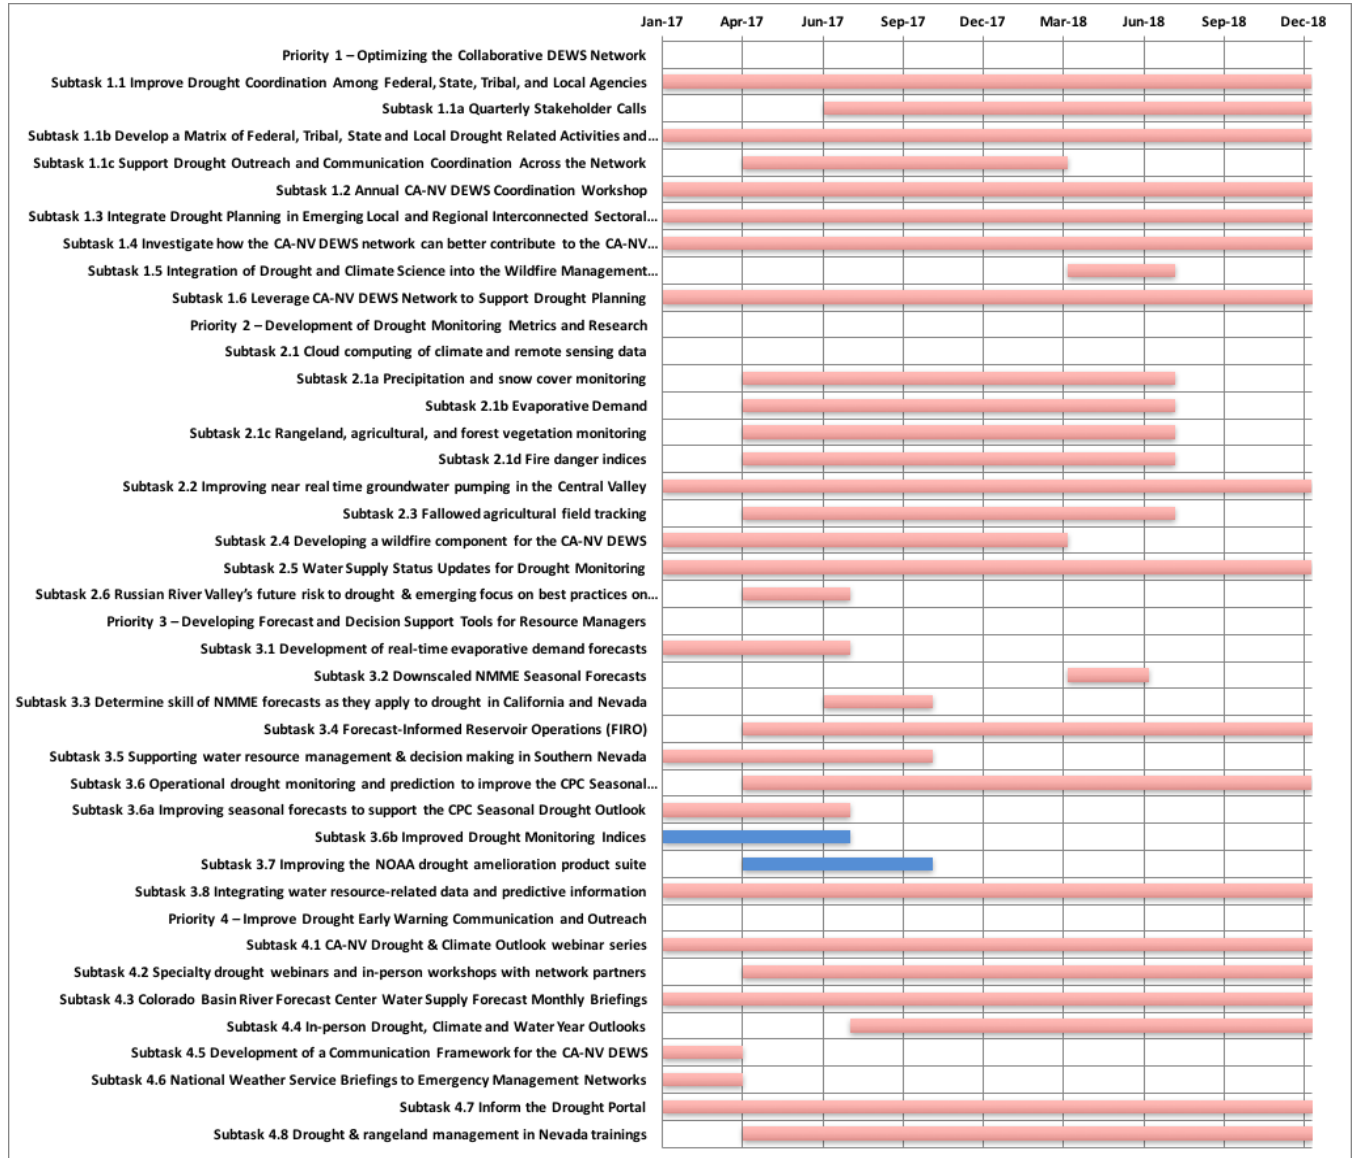 Jan-17 Apr-17 Jun-17 Sep-17 Dec-17 Mar-18 Jun-18 Sep-18 Dec-18
Priority 1 – Optimizing the Collaborative DEWS Network
Subtask 1.1 Improve Drought Coordination Among Federal, State, Tribal, and Local Agencies
Subtask 1.1a Quarterly Stakeholder Calls
Subtask 1.1b Develop a Matrix of Federal, Tribal, State and Local Drought Related Activities and...
Subtask 1.1c Support Drought Outreach and Communication Coordination Across the Network
Subtask 1.2 Annual CA-NV DEWS Coordination Workshop
Subtask 1.3 Integrate Drought Planning in Emerging Local and Regional Interconnected Sectoral...
Subtask 1.4 Investigate how the CA-NV DEWS network can better contribute to the CA-NV...
Subtask 1.5 Integration of Drought and Climate Science into the Wildfire Management...
Subtask 1.6 Leverage CA-NV DEWS Network to Support Drought Planning
Priority 2 – Development of Drought Monitoring Metrics and Research
Subtask 2.1 Cloud computing of climate and remote sensing data
Subtask 2.1a Precipitation and snow cover monitoring
Subtask 2.1b Evaporative Demand
Subtask 2.1c Rangeland, agricultural, and forest vegetation monitoring
Subtask 2.1d Fire danger indices
Subtask 2.2 Improving near real time groundwater pumping in the Central Valley
Subtask 2.3 Fallowed agricultural field tracking
Subtask 2.4 Developing a wildfire component for the CA-NV DEWS
Subtask 2.5 Water Supply Status Updates for Drought Monitoring
Subtask 2.6 Russian River Valley's future risk to drought & emerging focus on best practices on...
Priority 3 – Developing Forecast and Decision Support Tools for Resource Managers
Subtask 3.1 Development of real-time evaporative demand forecasts
Subtask 3.2 Downscaled NMME Seasonal Forecasts
Subtask 3.3 Determine skill of NMME forecasts as they apply to drought in California and Nevada
Subtask 3.4 Forecast-Informed Reservoir Operations (FIRO)
Subtask 3.5 Supporting water resource management & decision making in Southern Nevada
Subtask 3.6 Operational drought monitoring and prediction to improve the CPC Seasonal...
Subtask 3.6a Improving seasonal forecasts to support the CPC Seasonal Drought Outlook
Subtask 3.6b Improved Drought Monitoring Indices
Subtask 3.7 Improving the NOAA drought amelioration product suite
Subtask 3.8 Integrating water resource-related data and predictive information
Priority 4 – Improve Drought Early Warning Communication and Outreach
Subtask 4.1 CA-NV Drought & Climate Outlook webinar series
Subtask 4.2 Specialty drought webinars and in-person workshops with network partners
Subtask 4.3 Colorado Basin River Forecast Center Water Supply Forecast Monthly Briefings
Subtask 4.4 In-person Drought, Climate and Water Year Outlooks
Subtask 4.5 Development of a Communication Framework for the CA-NV DEWS
Subtask 4.6 National Weather Service Briefings to Emergency Management Networks
Subtask 4.7 Inform the Drought Portal
Subtask 4.8 Drought & rangeland management in Nevada trainings